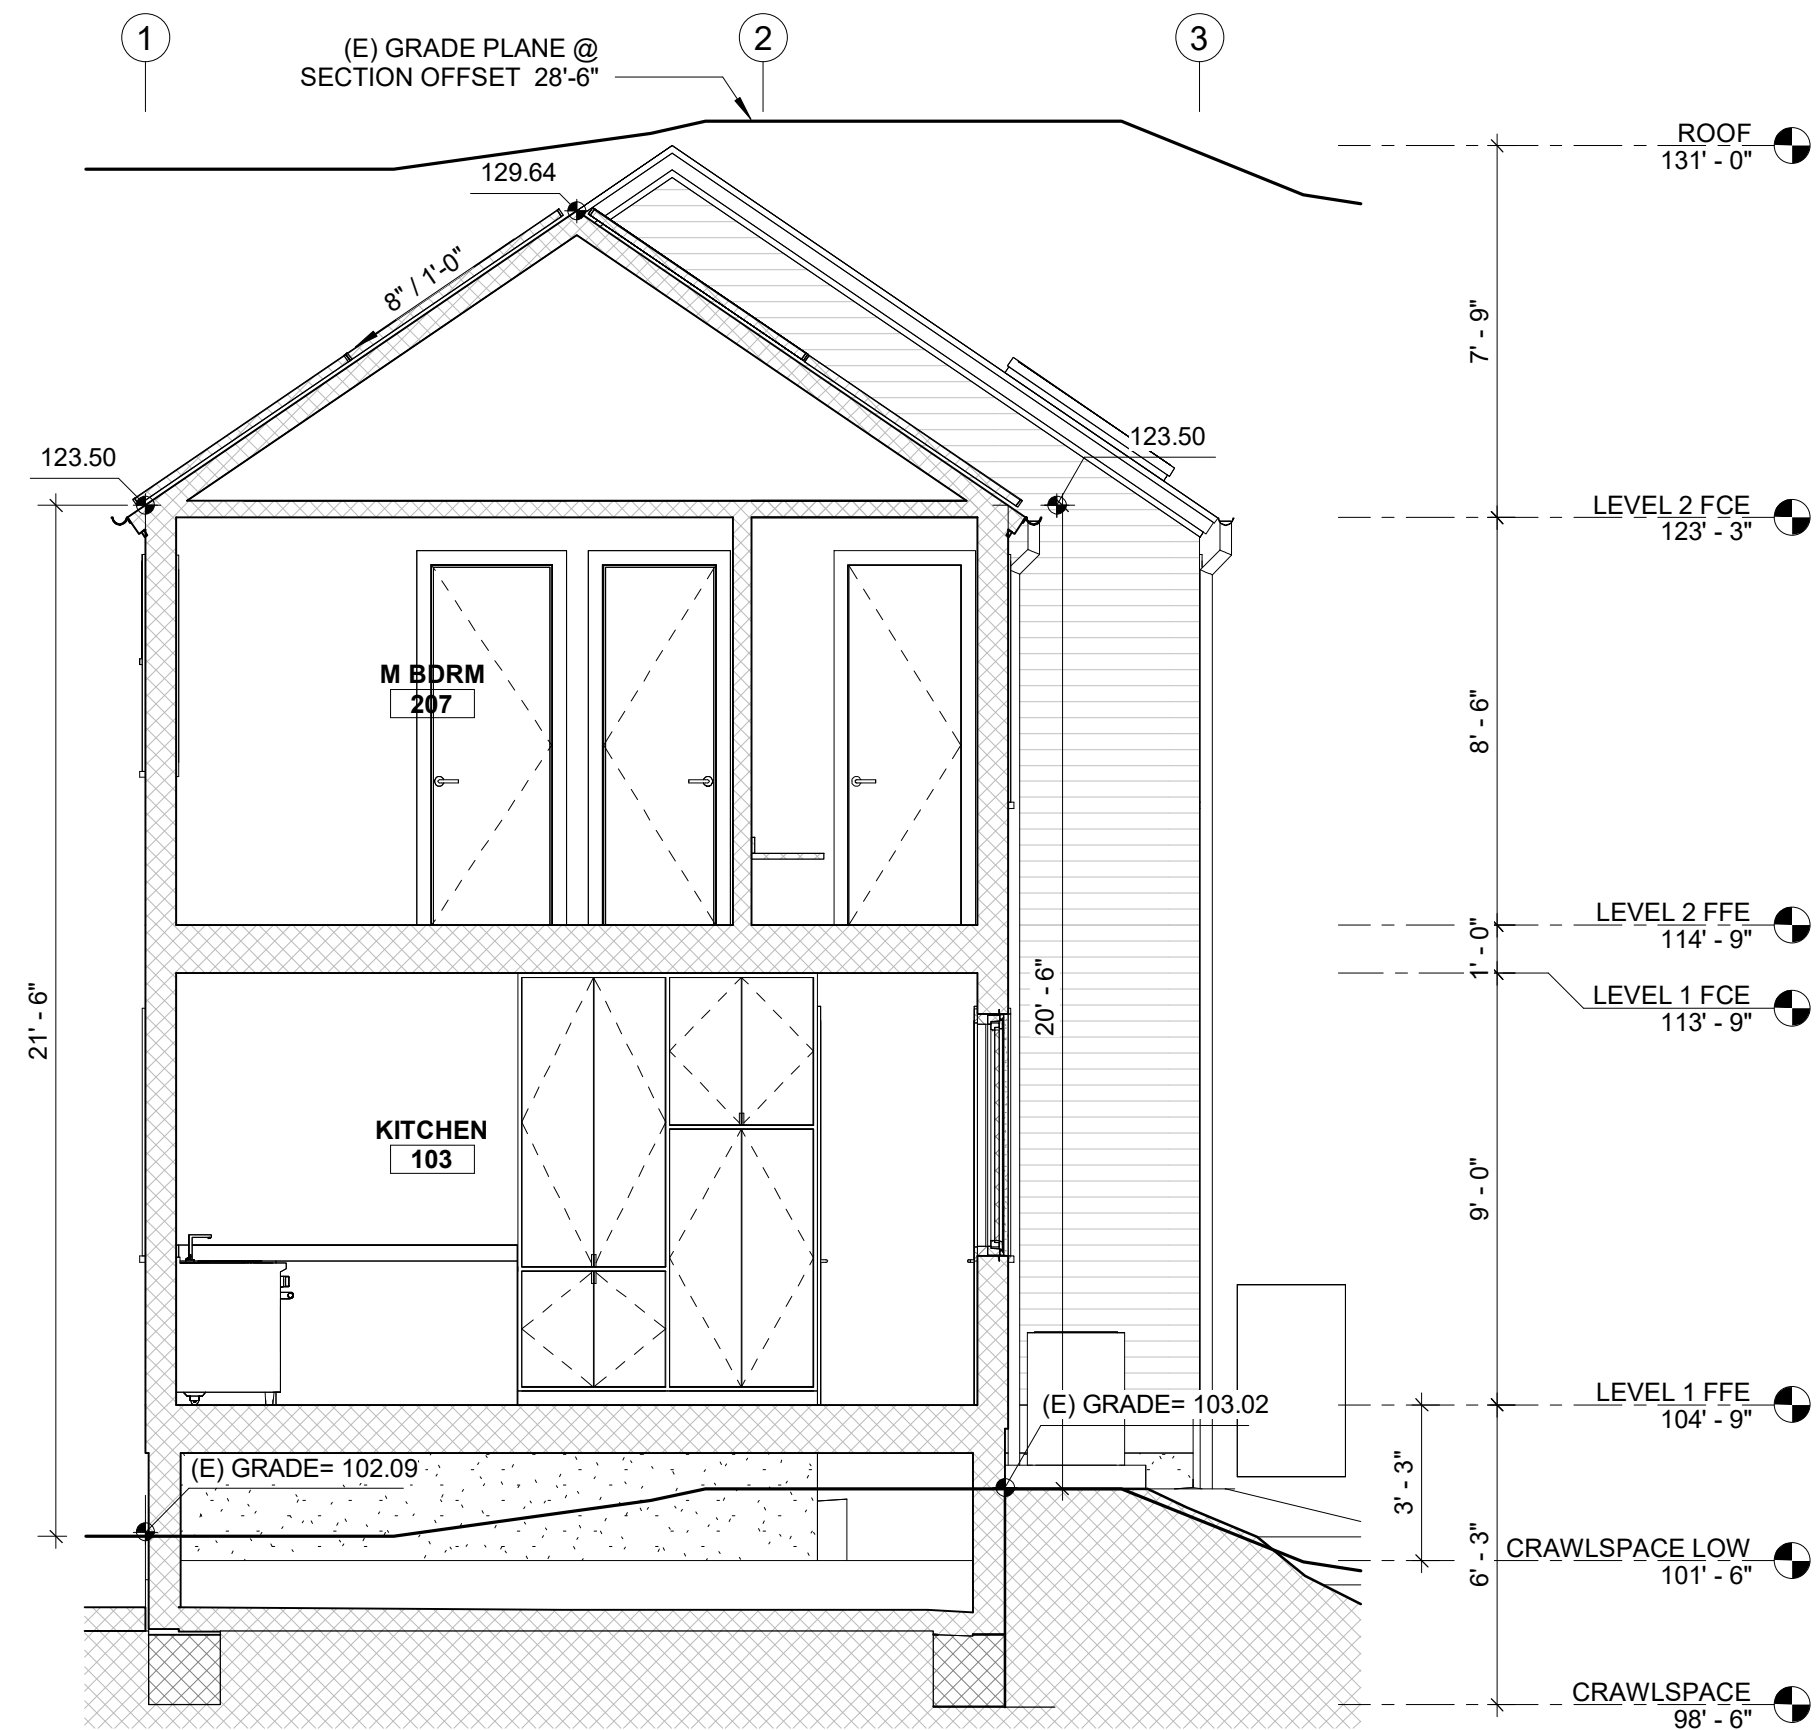 1
2
3
(E) GRADE PLANE @
SECTION OFFSET 28'-6"
ROOF
131' - 0"
129.64
8" / 1'-0"
7' - 9"
123.50
123.50
LEVEL 2 FCE
123' - 3"
M BDRM
207
8' - 6"
LEVEL 2 FFE
114' - 9"
1' - 0"
LEVEL 1 FCE
113' - 9"
21' - 6"
20' - 6"
KITCHEN
103
9' - 0"
LEVEL 1 FFE
104' - 9"
(E) GRADE= 103.02
(E) GRADE= 102.09
3' - 3"
6' - 3"
CRAWLSPACE LOW
101' - 6"
CRAWLSPACE
98' - 6"